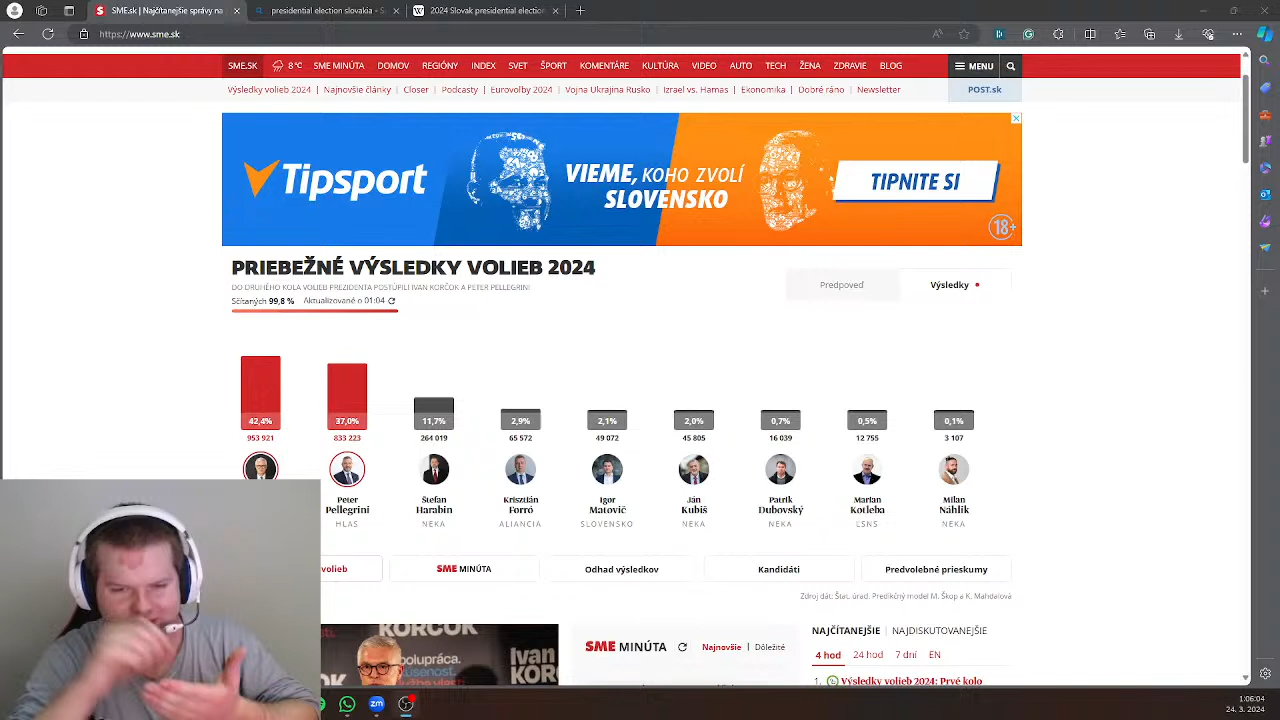 SME.sk | Najčítanejšie správy na
presidential election slovakia - S
2024 Slovak presidential election
https://www.sme.sk
SME.SK 8 °C SME MINÚTA DOMOV REGIÓNY INDEX SVET ŠPORT KOMENTÁRE KULTÚRA VIDEO AUTO TECH ŽENA ZDRAVIE BLOG MENU
Výsledky volieb 2024 | Najnovšie články | Closer | Podcasty | Eurovoľby 2024 | Vojna Ukrajina Rusko | Izrael vs. Hamas | Ekonomika | Dobré ráno | Newsletter POST.sk
Tipsport
VIEME, KOHO ZVOLÍ
SLOVENSKO
TIPNITE SI
18+
PRIEBEŽNÉ VÝSLEDKY VOLIEB 2024
DO DRUHÉHO KOLA VOLIEB PREZIDENTA POSTÚPILI IVAN KORČOK A PETER PELLEGRINI
Sčítaných 99,8 % Aktualizované o 01:04
Predpoveď Výsledky
42,4% 37,0% 11,7% 2,9% 2,1% 2,0% 0,7% 0,5% 0,1%
953 921 833 223 264 019 65 572 49 072 45 805 16 039 12 755 3 107
Peter Štefan Krisztián Igor Ján Patrik Marian Milan
Pellegrini Harabin Forró Matovič Kubiš Dubovský Kotleba Náhlik
HLAS NEKA ALIANCIA SLOVENSKO NEKA NEKA ĽSNS NEKA
volieb SME MINÚTA Odhad výsledkov Kandidáti Predvolebné prieskumy
Zdroj dát: Štat. úrad. Predikčný model M. Škop a K. Mahdalová
KORČOK
polupráca.
Ivan
KORČ
SME MINÚTA Najnovšie | Dôležité
NAJČÍTANEJŠIE | NAJDISKUTOVANEJŠIE
4 hod 24 hod 7 dní EN
1. Výsledky volieb 2024: Prvé kolo
zm
1:06:04
24. 3. 2024